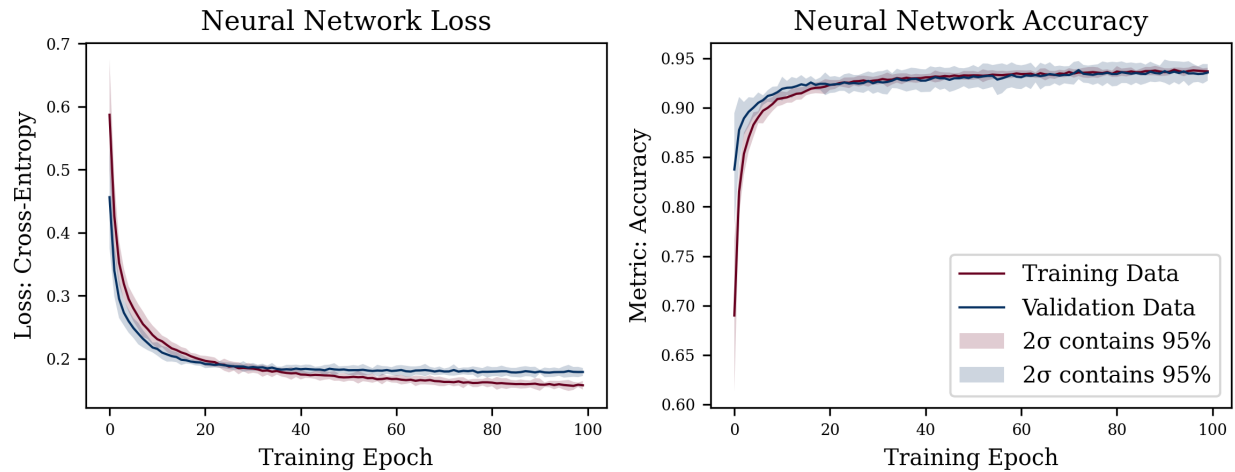 Neural Network Loss
Loss: Cross-Entropy
0.7
0.6
0.5
0.4
0.3
0.2
0 20 40 60 80 100
Training Epoch
Neural Network Accuracy
Metric: Accuracy
0.95
0.90
0.85
0.80
0.75
0.70
0.65
0.60
Training Data
Validation Data
2σ contains 95%
2σ contains 95%
0 20 40 60 80 100
Training Epoch